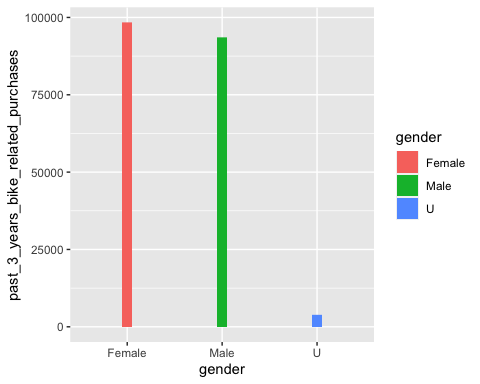 100000
75000
50000
25000
0
past_3_years_bike_related_purchases
Female
Male
U
gender
gender
Female
Male
U